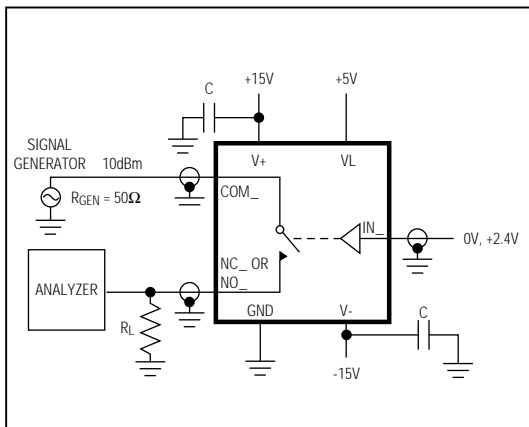 +15V
+5V
C
SIGNAL
GENERATOR
10dBm
V+
VL
COM_
RGEN = 50Ω
IN_
0V, +2.4V
NC_ OR
NO_
ANALYZER
RL
GND
V-
C
-15V